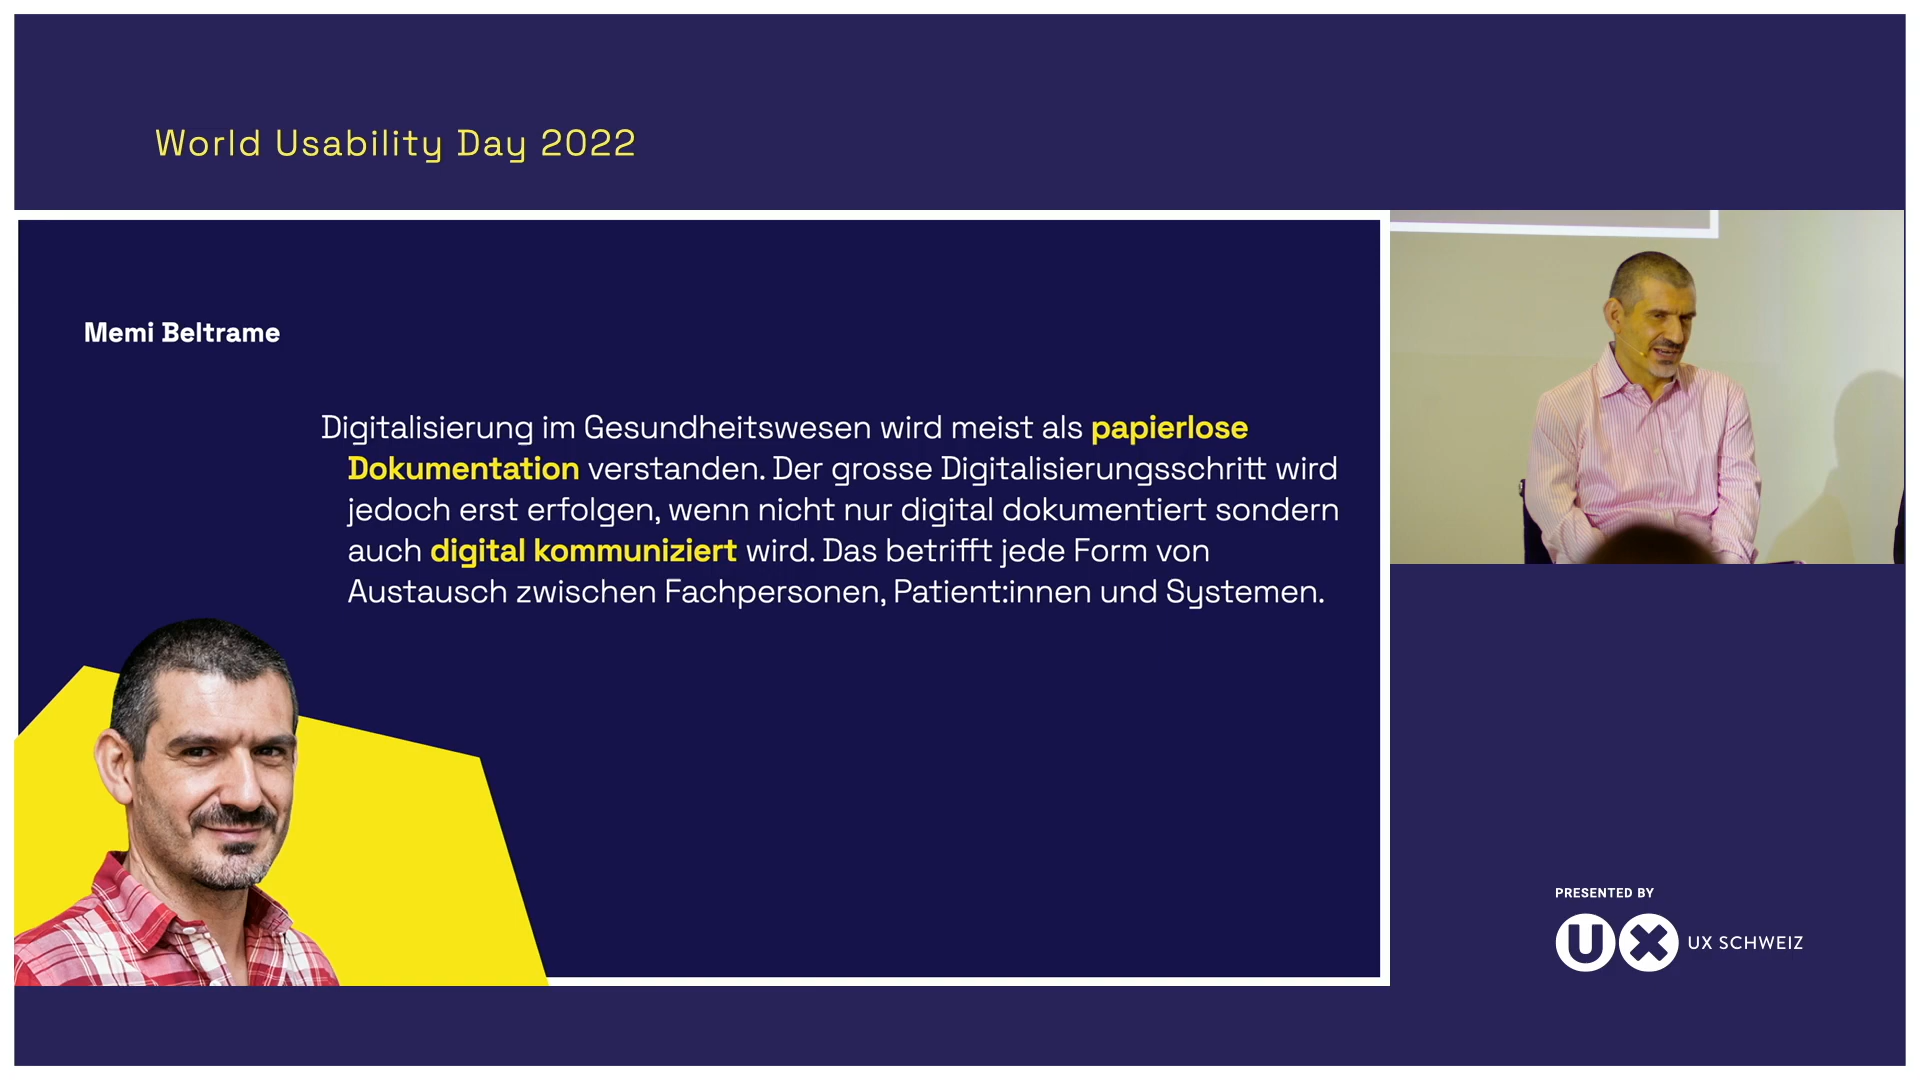 World Usability Day 2022
Memi Beltrame
Digitalisierung im Gesundheitswesen wird meist als papierlose
Dokumentation verstanden. Der grosse Digitalisierungsschritt wird
jedoch erst erfolgen, wenn nicht nur digital dokumentiert sondern
auch digital kommuniziert wird. Das betrifft jede Form von
Austausch zwischen Fachpersonen, Patient:innen und Systemen.
PRESENTED BY
UX UX SCHWEIZ